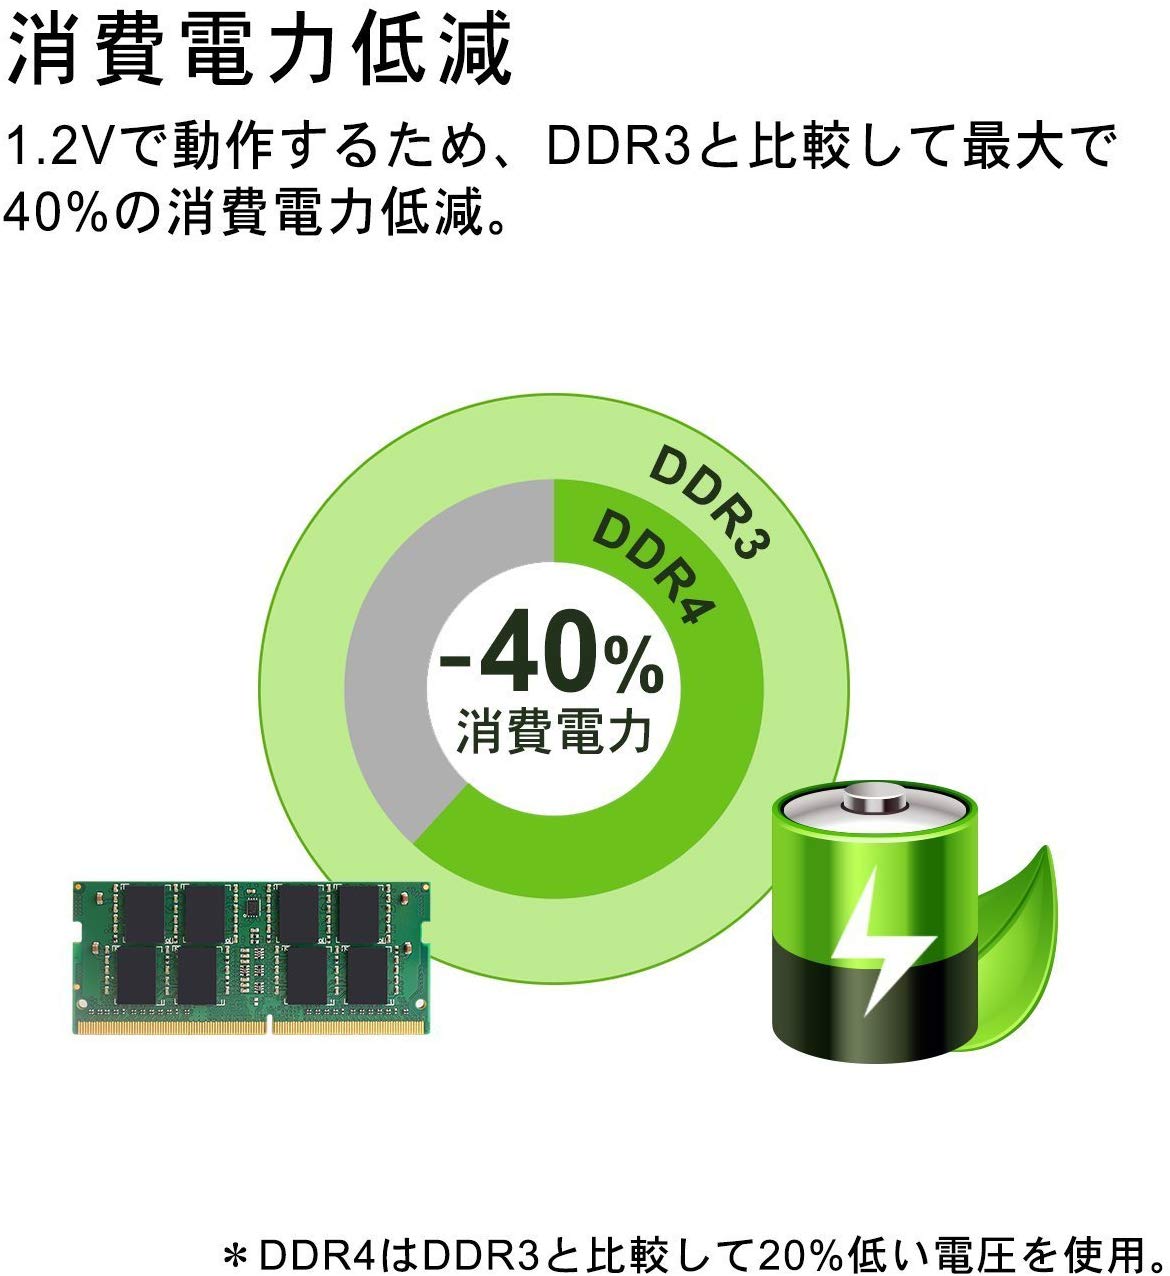 消費電力低減
1.2Vで動作するため、DDR3と比較して最大で
40%の消費電力低減。
DDR3
DDR4
-40%
消費電力
＊DDR4はDDR3と比較して20%低い電圧を使用。